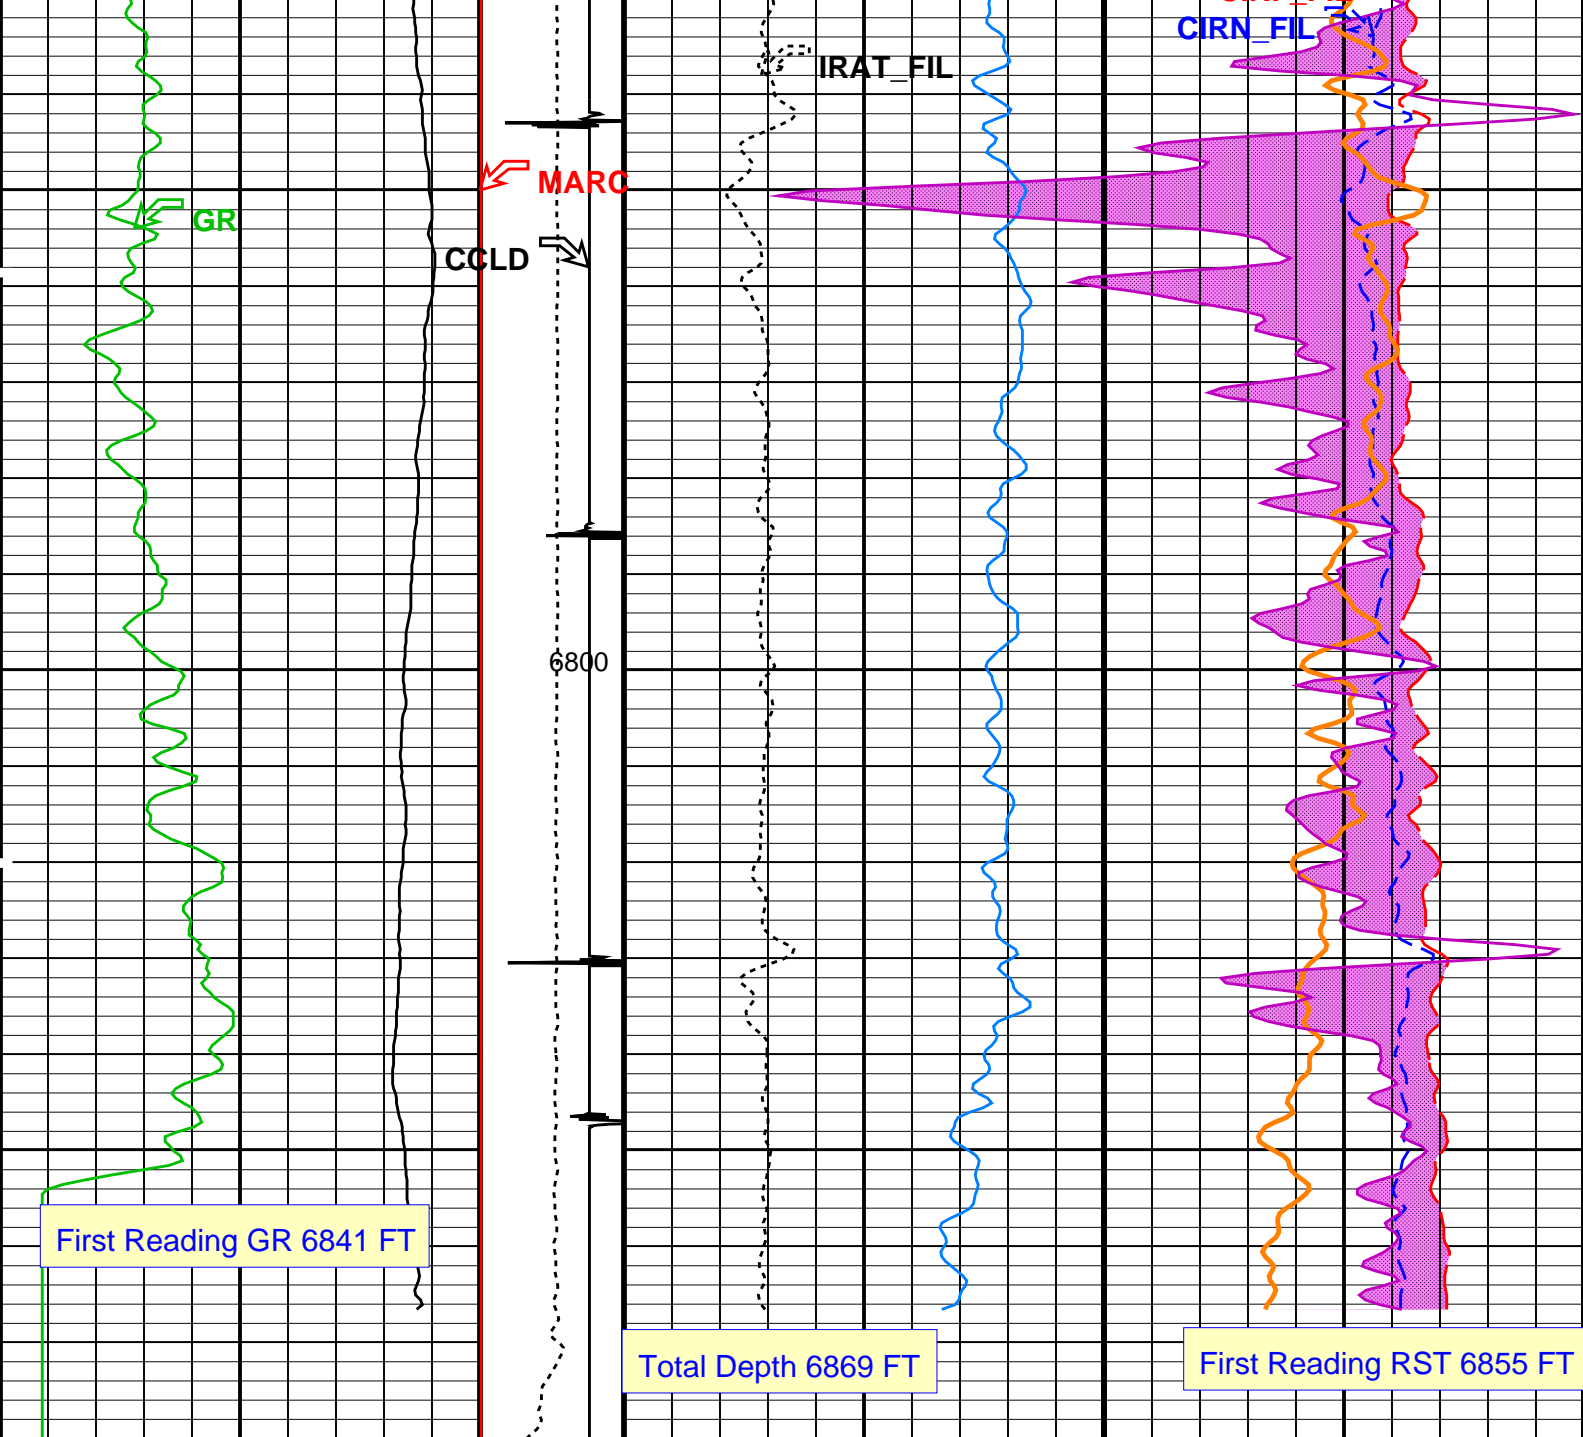 CIRN_FIL
IRAT_FIL
MARC
GR
CCLD
6800
First Reading GR 6841 FT
Total Depth 6869 FT
First Reading RST 6855 FT